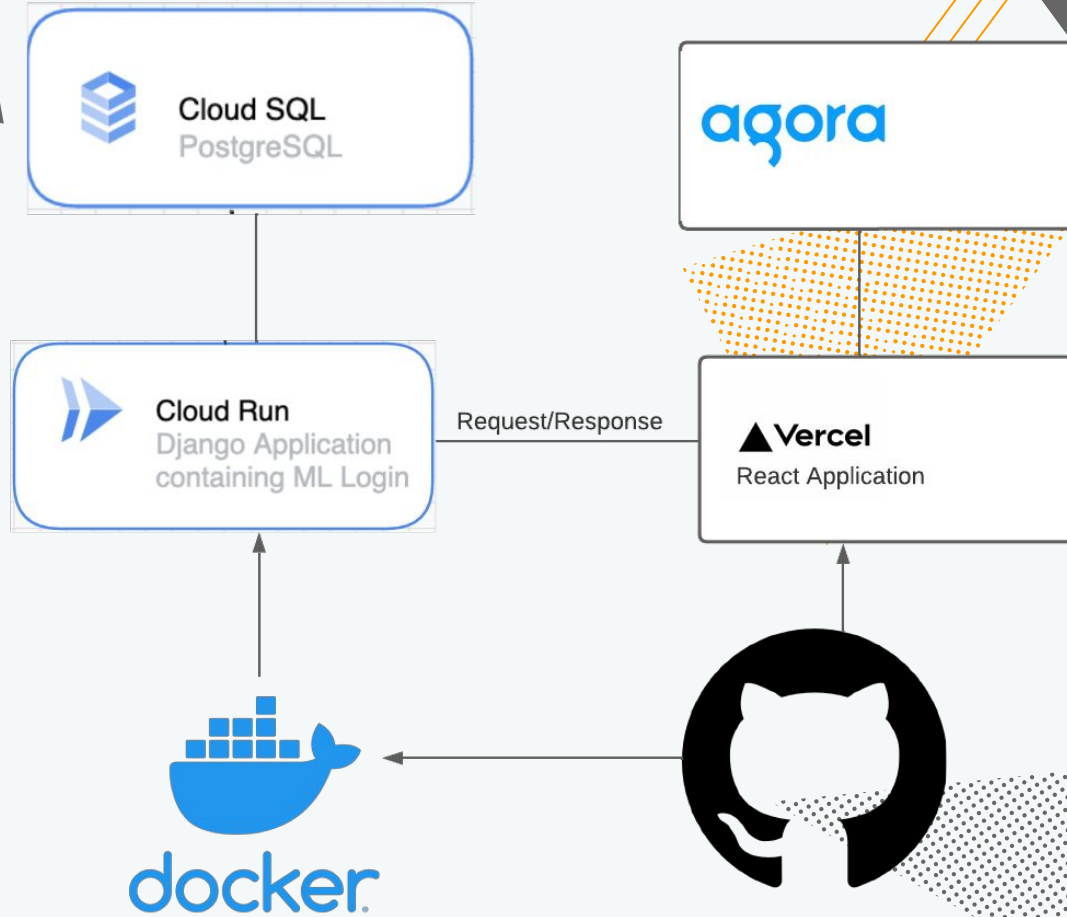 Cloud SQL
PostgreSQL
agora
Cloud Run
Django Application
containing ML Login
Request/Response
Vercel
React Application
docker.